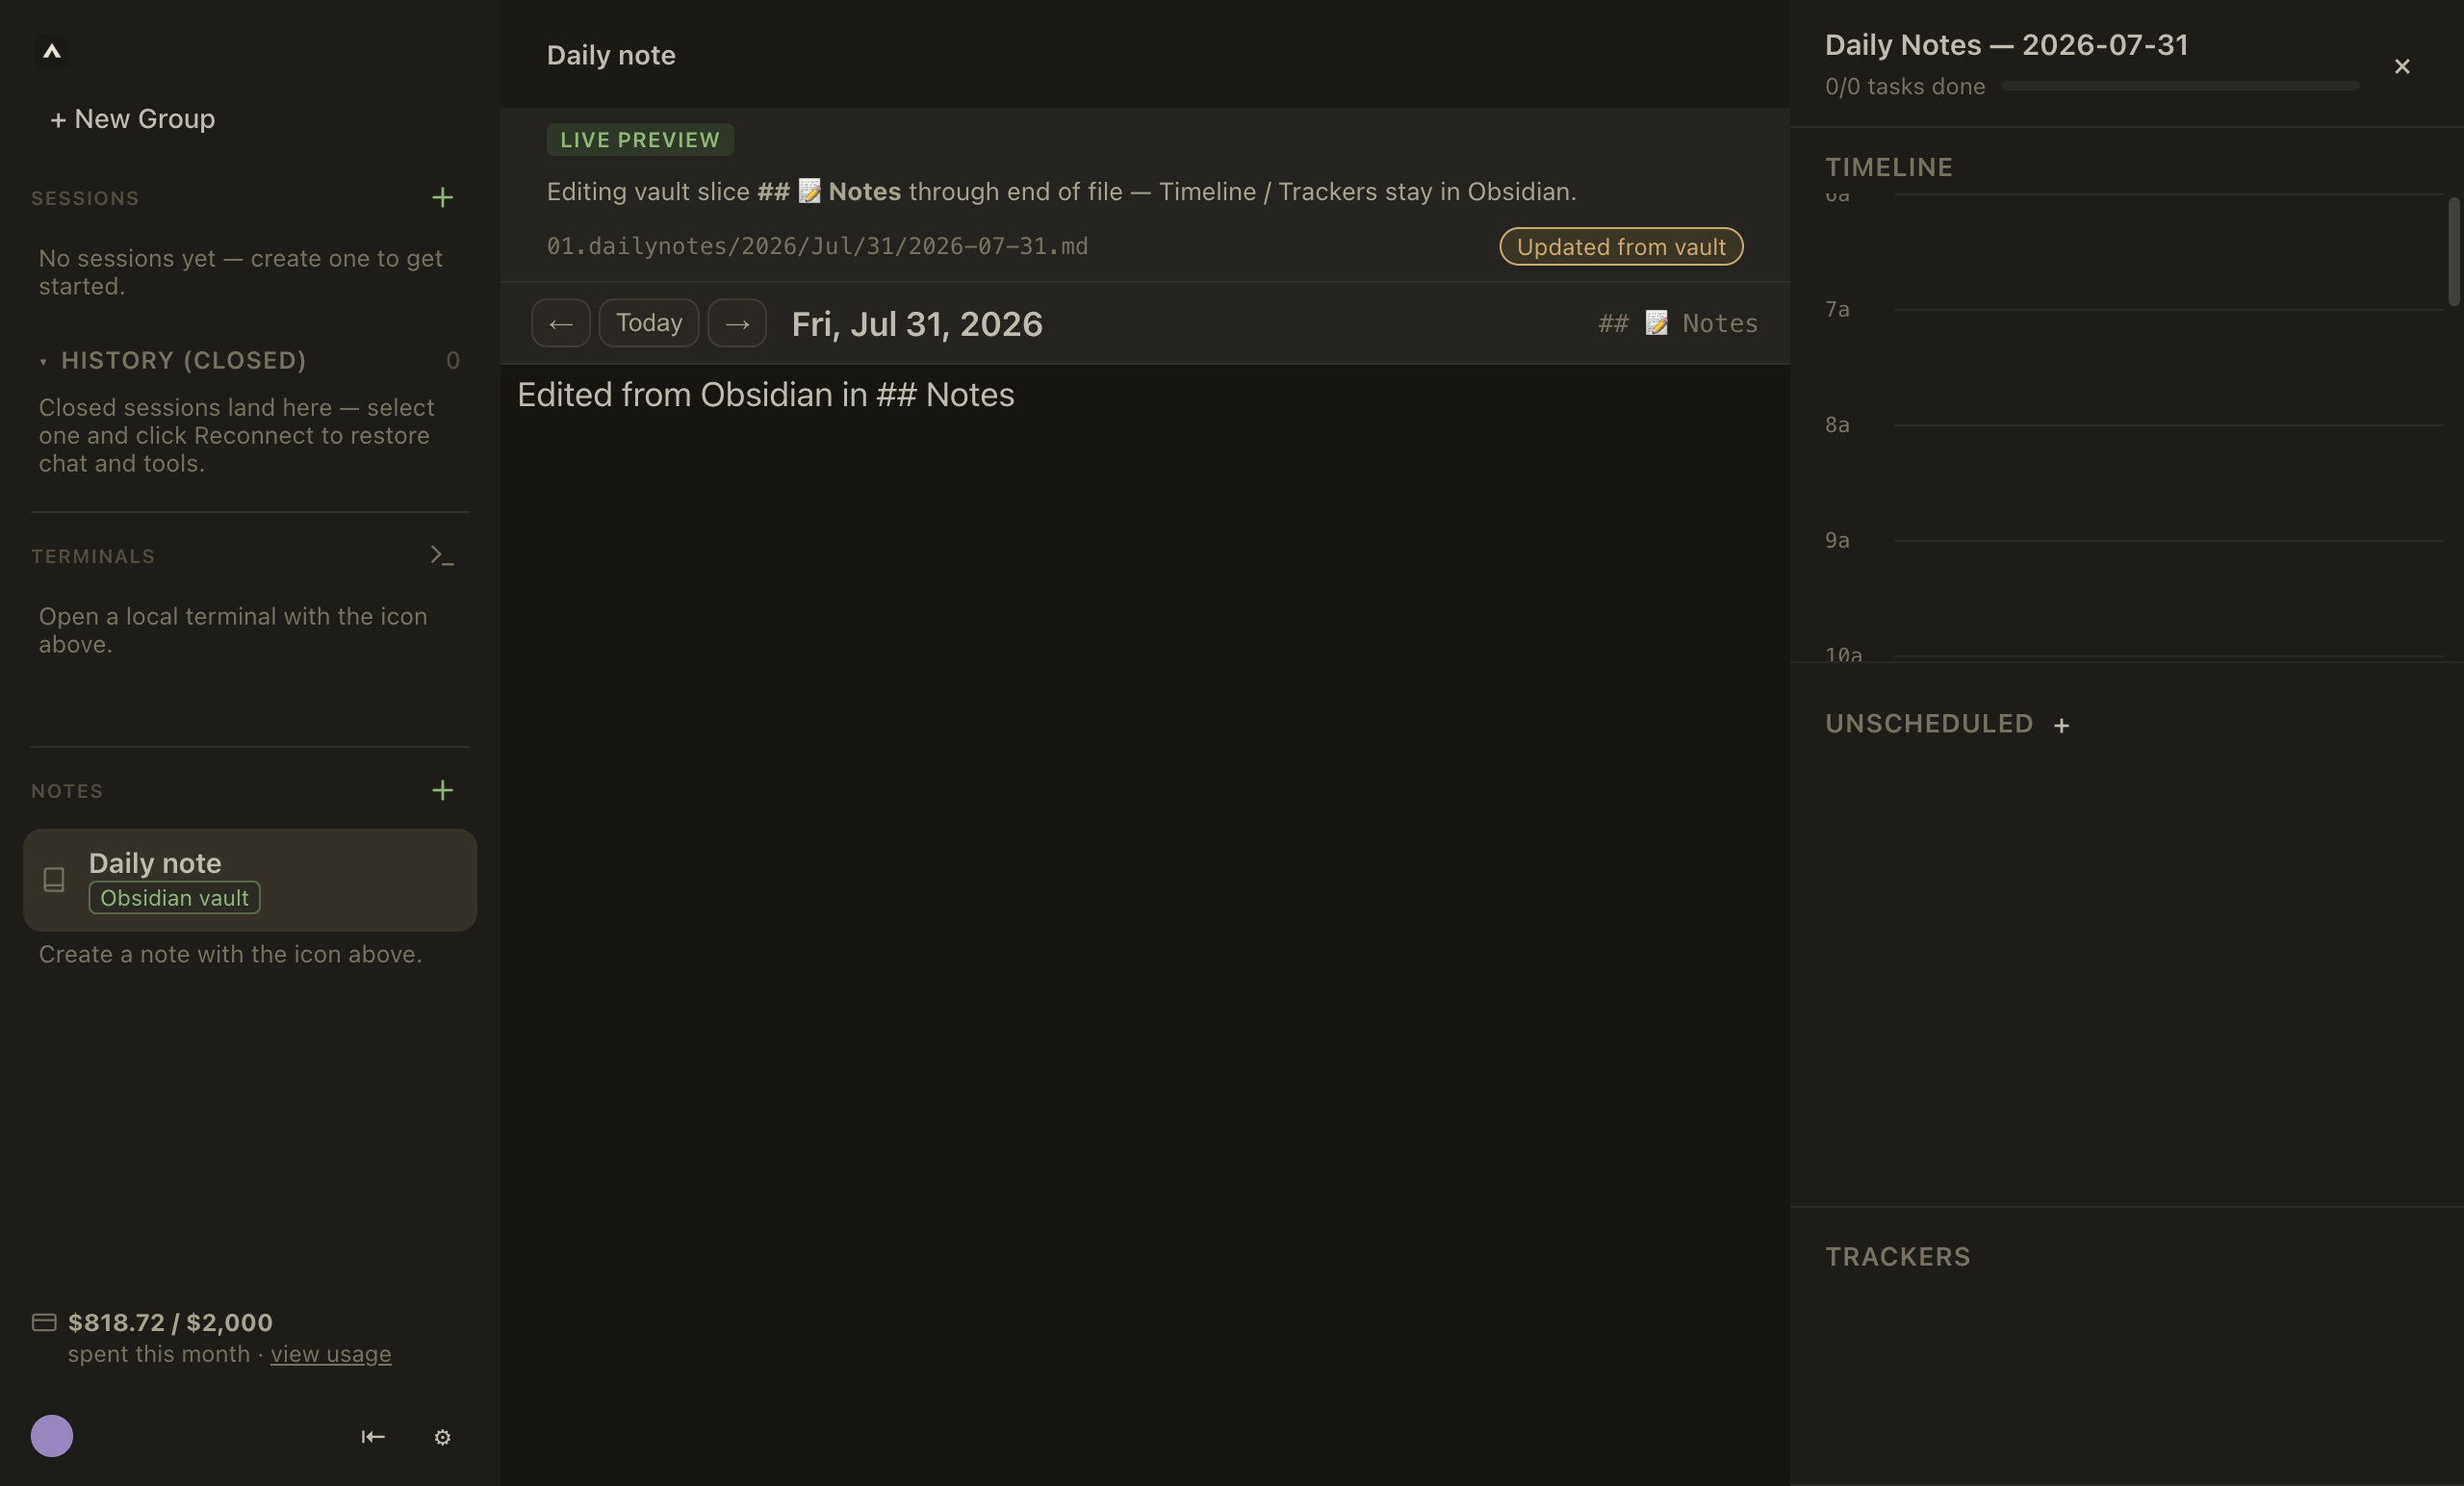 + New Group
SESSIONS
+
No sessions yet — create one to get
started.
▾ HISTORY (CLOSED) 0
Closed sessions land here — select
one and click Reconnect to restore
chat and tools.
TERMINALS
Open a local terminal with the icon
above.
NOTES
+
Daily note
Obsidian vault
Create a note with the icon above.
$818.72 / $2,000
spent this month · view usage
Daily note
LIVE PREVIEW
Editing vault slice ## 📝 Notes through end of file — Timeline / Trackers stay in Obsidian.
01.dailynotes/2026/Jul/31/2026-07-31.md
Updated from vault
← Today → Fri, Jul 31, 2026
## 📝 Notes
Edited from Obsidian in ## Notes
Daily Notes — 2026-07-31
×
0/0 tasks done
TIMELINE
6a
7a
8a
9a
10a
UNSCHEDULED +
TRACKERS